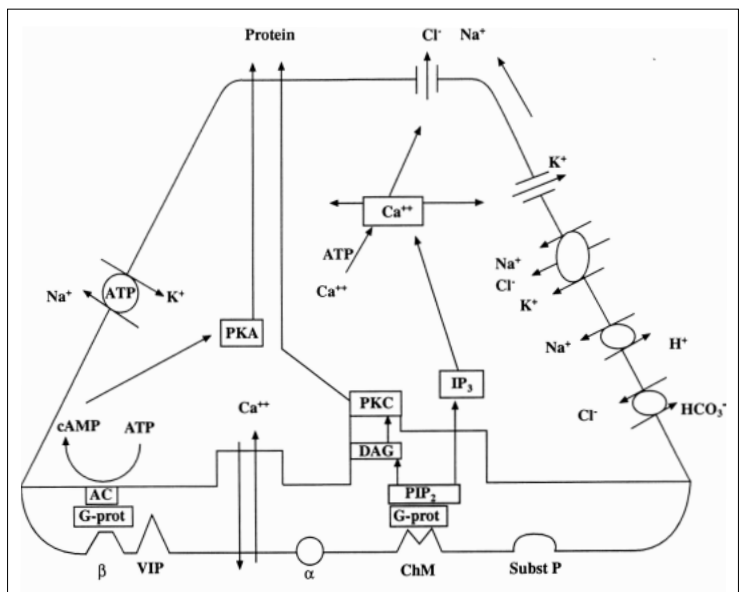 Protein Cl- Na+
K+
Ca++
ATP
Ca++
Na+
Cl-
K+
Na+ ATP K+
PKA
Na+ H+
IP3
PKC
Ca++
Cl- HCO3-
cAMP ATP
DAG
AC
PIP2
G-prot
G-prot
β VIP α ChM Subst P